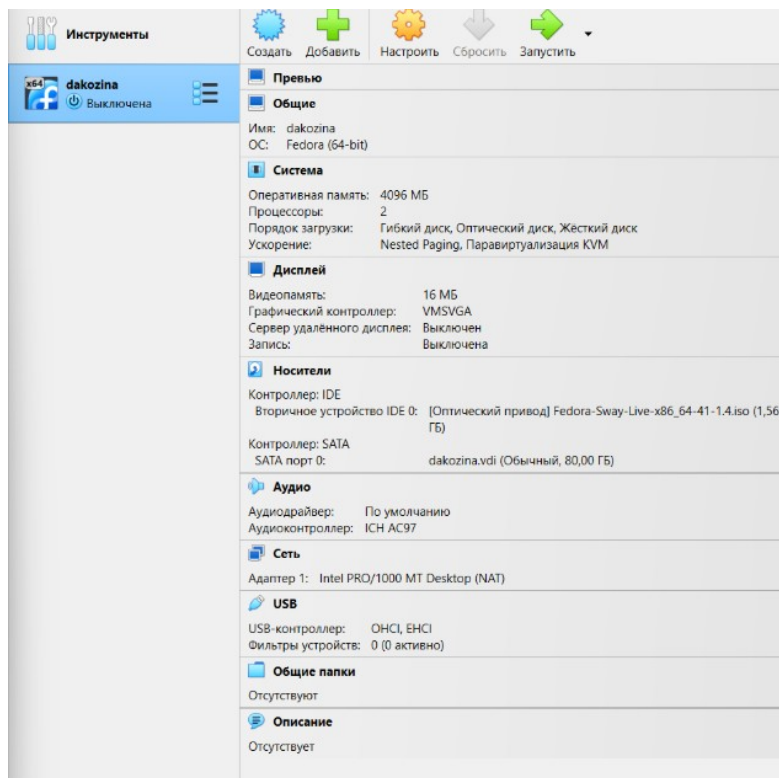 Инструменты
Создать Добавить Настроить Сбросить Запустить
x64
dakozina
Выключена
Превью
Общие
Имя: dakozina
ОС: Fedora (64-bit)
Система
Оперативная память: 4096 МБ
Процессоры: 2
Порядок загрузки: Гибкий диск, Оптический диск, Жёсткий диск
Ускорение: Nested Paging, Паравиртуализация KVM
Дисплей
Видеопамять: 16 МБ
Графический контроллер: VMSVGA
Сервер удалённого дисплея: Выключен
Запись: Выключена
Носители
Контроллер: IDE
Вторичное устройство IDE 0: [Оптический привод] Fedora-Sway-Live-x86_64-41-1.4.iso (1,56
ГБ)
Контроллер: SATA
SATA порт 0: dakozina.vdi (Обычный, 80,00 ГБ)
Аудио
Аудиодрайвер: По умолчанию
Аудиоконтроллер: ICH AC97
Сеть
Адаптер 1: Intel PRO/1000 MT Desktop (NAT)
USB
USB-контроллер: OHCI, EHCI
Фильтры устройств: 0 (0 активно)
Общие папки
Отсутствуют
Описание
Отсутствует